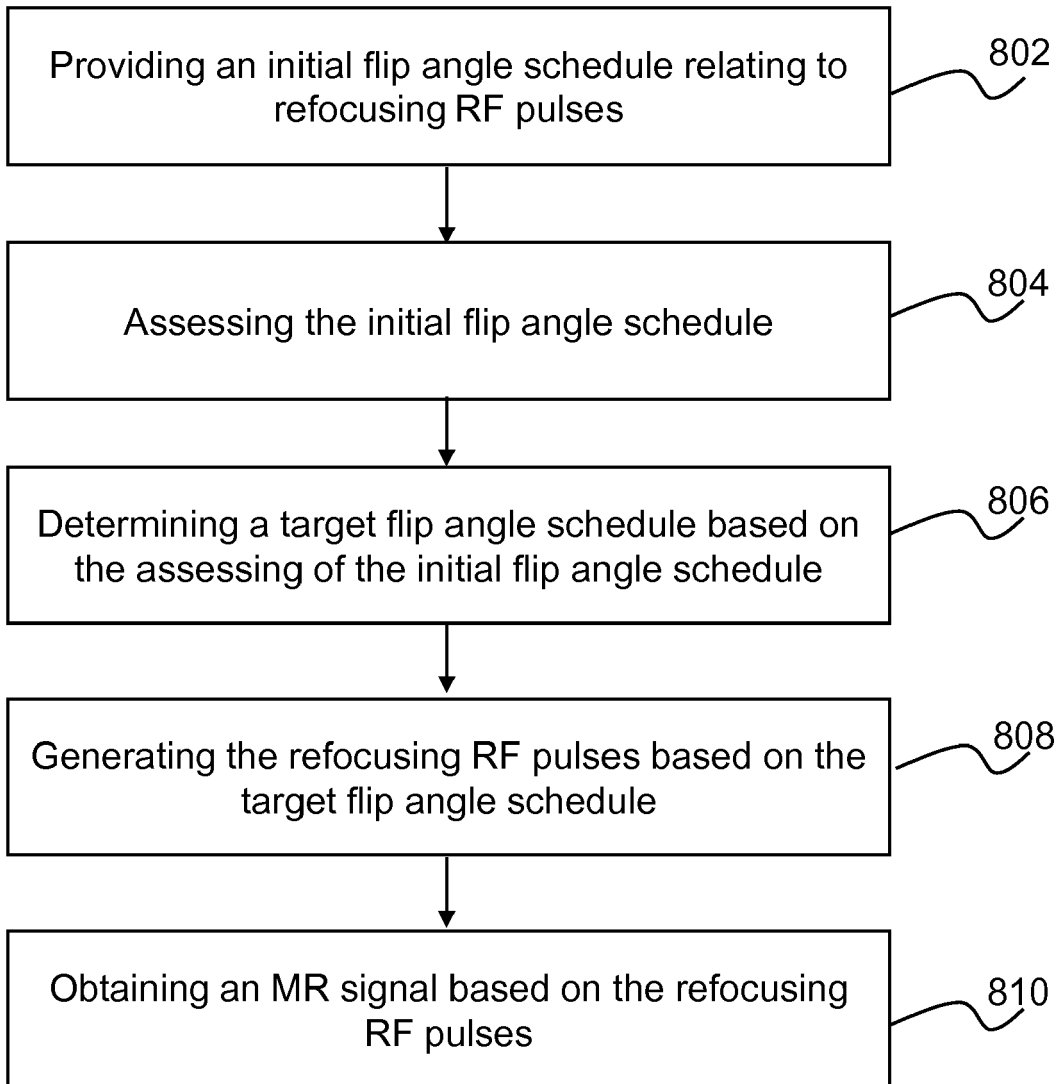 Providing an initial flip angle schedule relating to
refocusing RF pulses
802
Assessing the initial flip angle schedule
804
Determining a target flip angle schedule based on
the assessing of the initial flip angle schedule
806
Generating the refocusing RF pulses based on the
target flip angle schedule
808
Obtaining an MR signal based on the refocusing
RF pulses
810